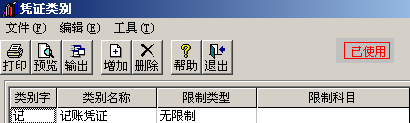 凭证类别
文件(F) 编辑(E) 工具(T)
打印 预览 输出 增加 删除 帮助 退出 已使用
类别字 类别名称 限制类型 限制科目
记 记账凭证 无限制